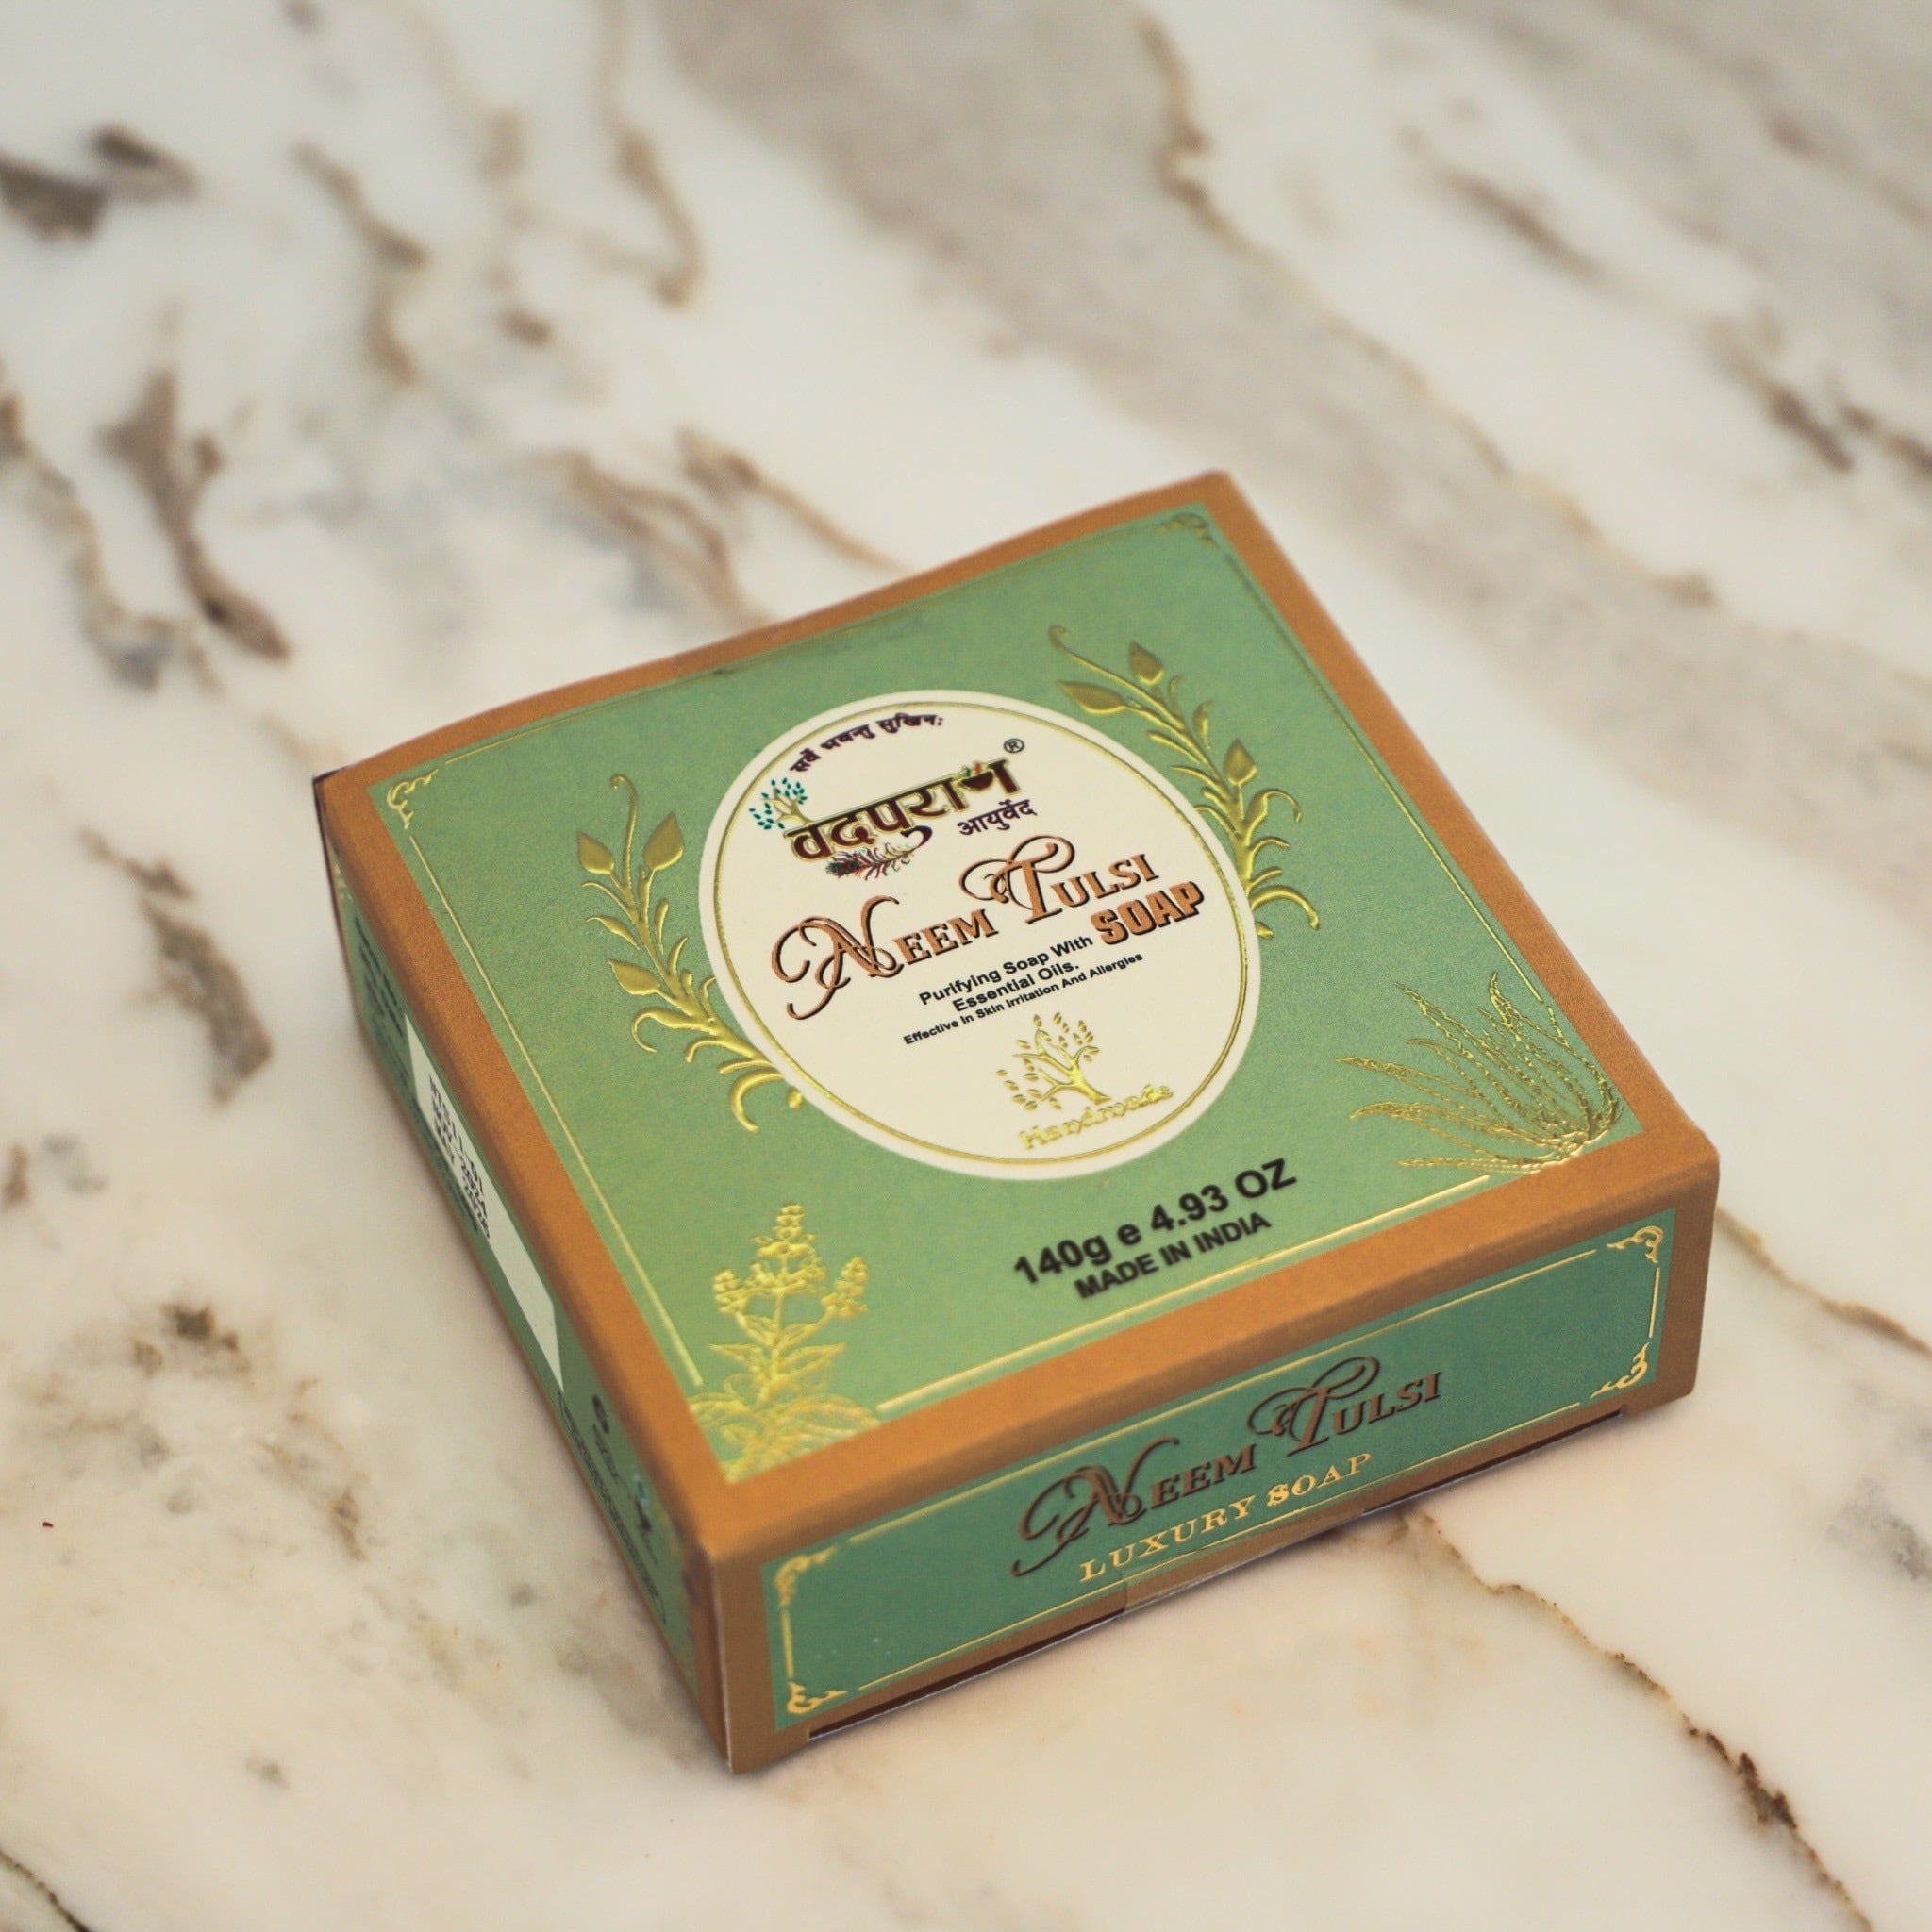 सर्वे भवन्तु सुखिनः
वेदपुराण ®
आयुर्वेद
NEEM TULSI
SOAP
Purifying Soap With
Essential Oils.
Effective In Skin Irritation And Allergies
Handmade
140g e 4.93 OZ
MADE IN INDIA
NEEM TULSI
LUXURY SOAP